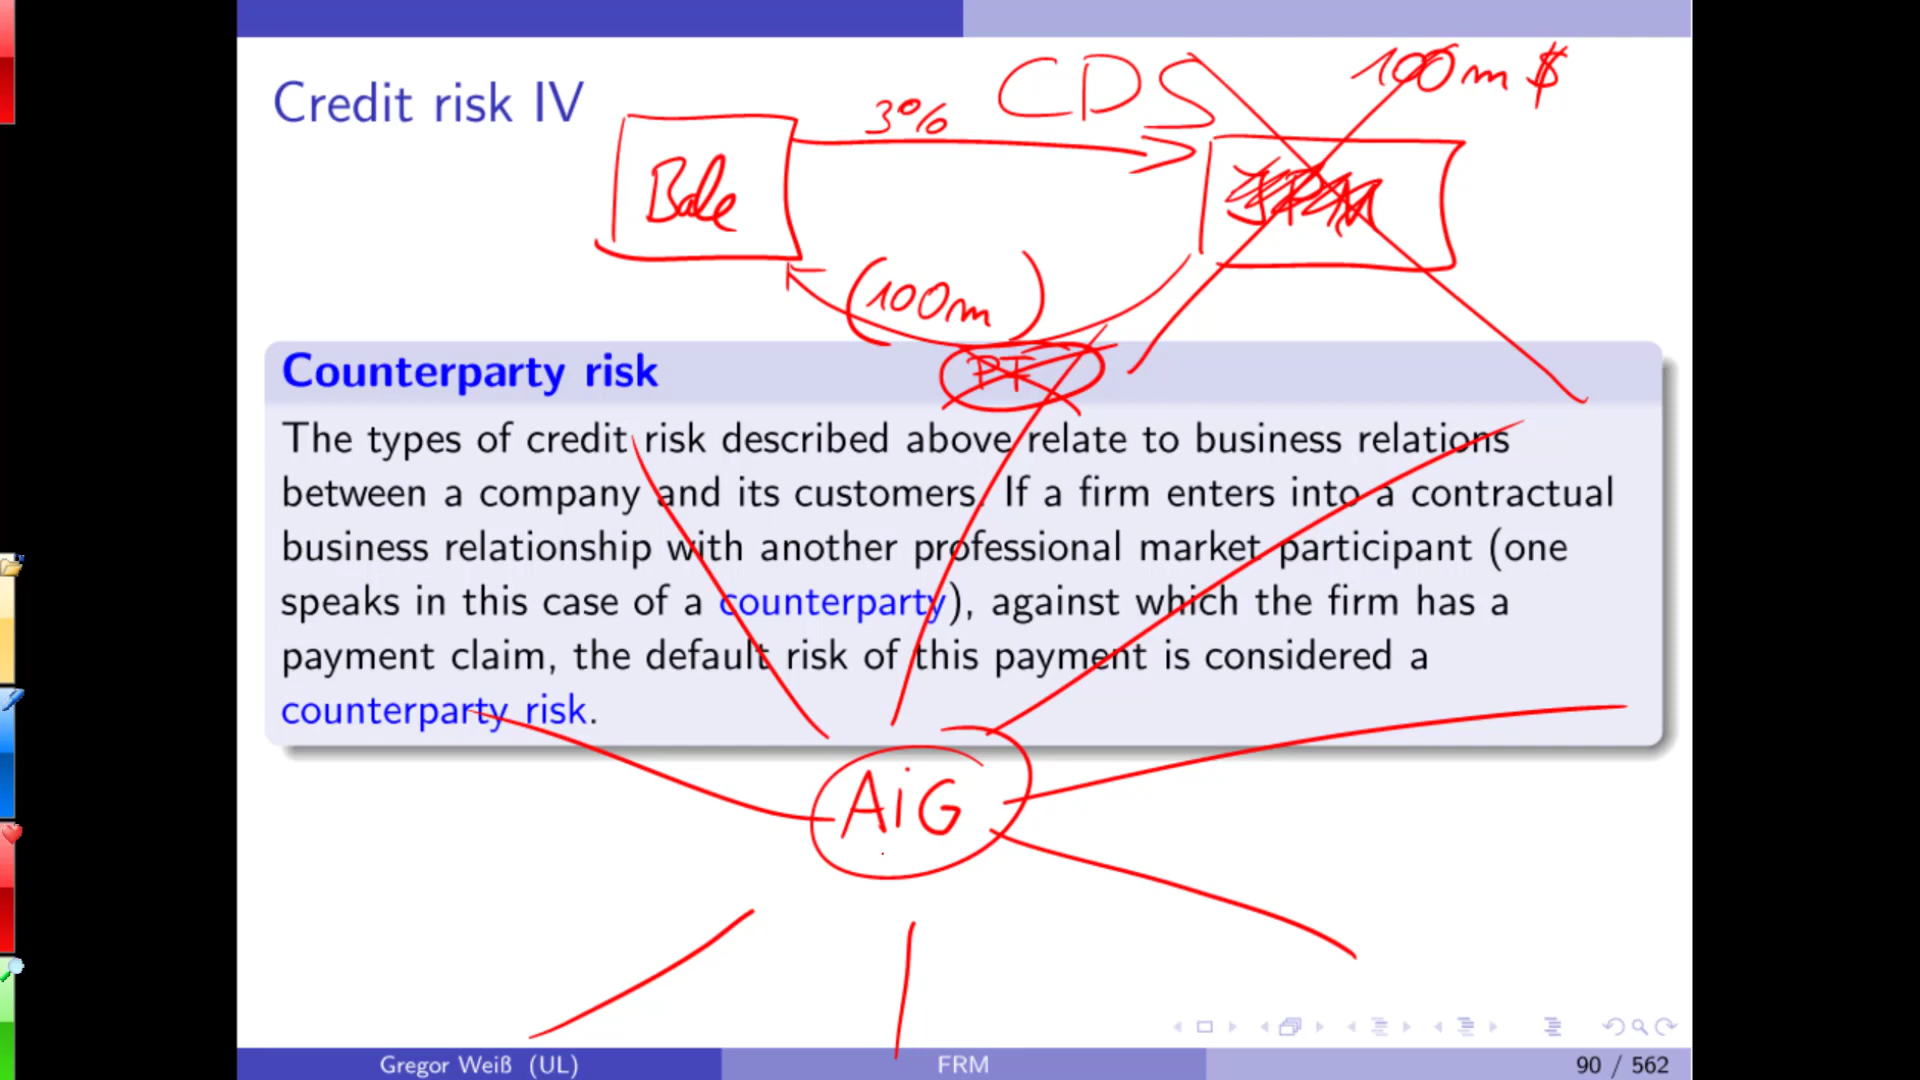 Credit risk IV
3%
CDS
100m $
Bale
JPM
(100m)
PF
Counterparty risk
The types of credit risk described above relate to business relations
between a company and its customers. If a firm enters into a contractual
business relationship with another professional market participant (one
speaks in this case of a counterparty), against which the firm has a
payment claim, the default risk of this payment is considered a
counterparty risk.
AiG
Gregor Weiß (UL)
FRM
90 / 562